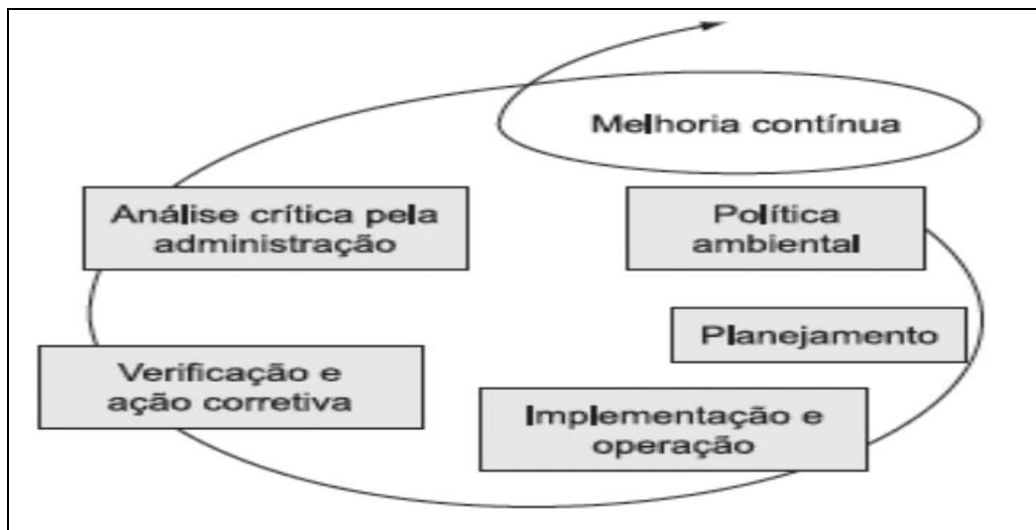 Melhoria contínua
Análise crítica pela
administração
Política
ambiental
Planejamento
Verificação e
ação corretiva
Implementação e
operação